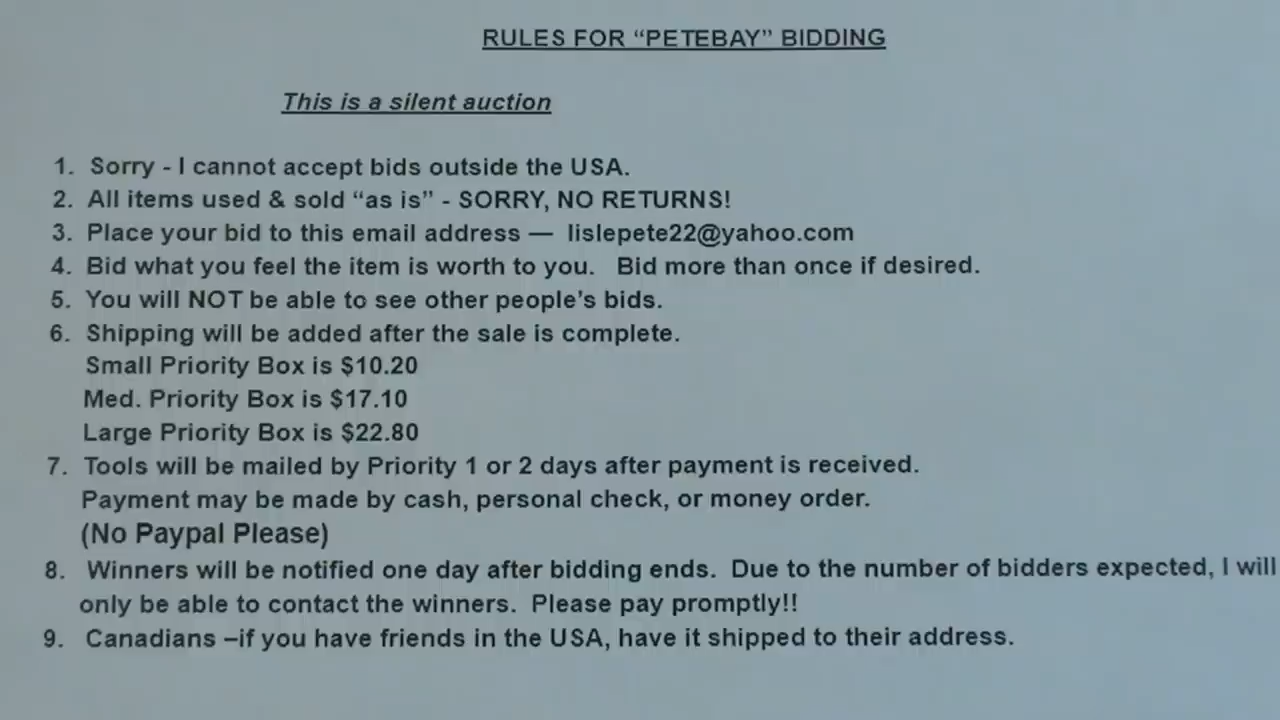 RULES FOR “PETEBAY” BIDDING
This is a silent auction
1. Sorry - I cannot accept bids outside the USA.
2. All items used & sold “as is” - SORRY, NO RETURNS!
3. Place your bid to this email address — lislepete22@yahoo.com
4. Bid what you feel the item is worth to you. Bid more than once if desired.
5. You will NOT be able to see other people’s bids.
6. Shipping will be added after the sale is complete.
Small Priority Box is $10.20
Med. Priority Box is $17.10
Large Priority Box is $22.80
7. Tools will be mailed by Priority 1 or 2 days after payment is received.
Payment may be made by cash, personal check, or money order.
(No Paypal Please)
8. Winners will be notified one day after bidding ends. Due to the number of bidders expected, I will
only be able to contact the winners. Please pay promptly!!
9. Canadians –if you have friends in the USA, have it shipped to their address.